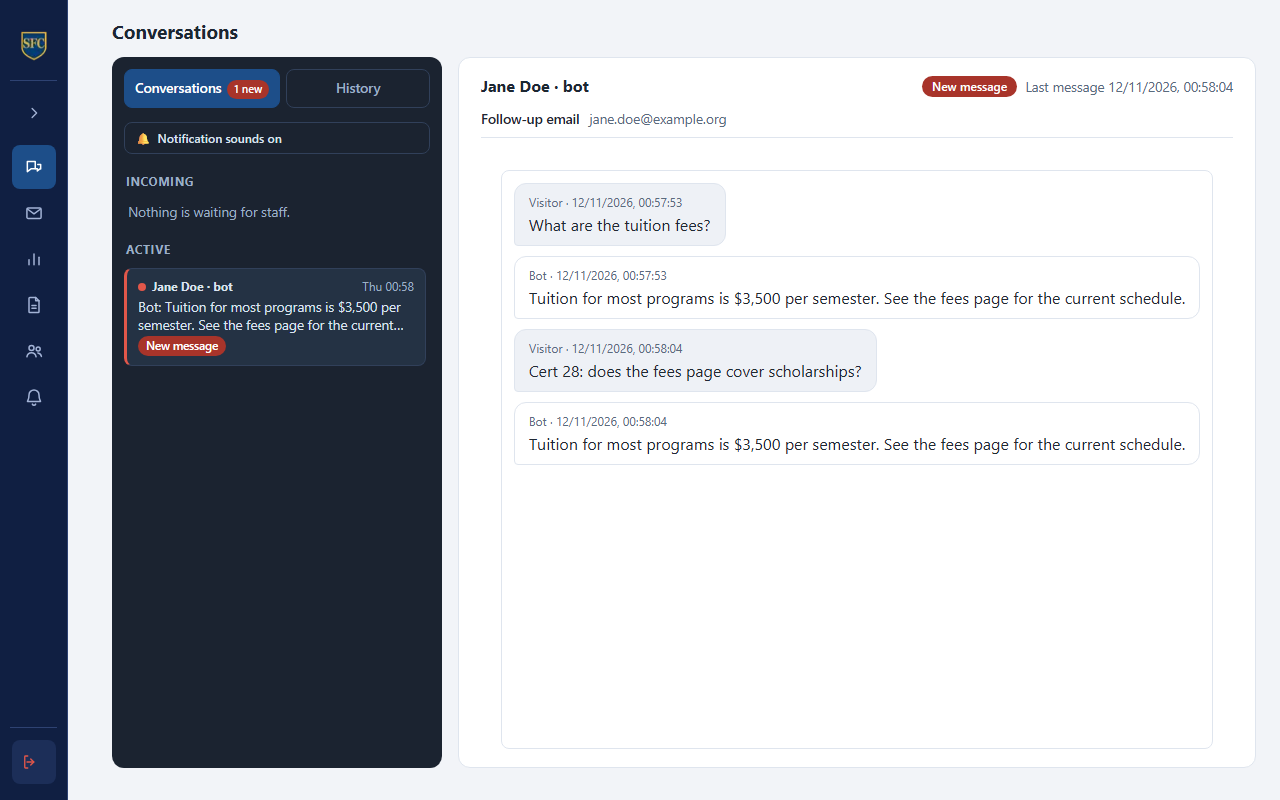 SFC
Conversations
Conversations 1 new
History
Notification sounds on
INCOMING
Nothing is waiting for staff.
ACTIVE
Jane Doe · bot Thu 00:58
Bot: Tuition for most programs is $3,500 per
semester. See the fees page for the current...
New message
Jane Doe · bot
New message Last message 12/11/2026, 00:58:04
Follow-up email jane.doe@example.org
Visitor · 12/11/2026, 00:57:53
What are the tuition fees?
Bot · 12/11/2026, 00:57:53
Tuition for most programs is $3,500 per semester. See the fees page for the current schedule.
Visitor · 12/11/2026, 00:58:04
Cert 28: does the fees page cover scholarships?
Bot · 12/11/2026, 00:58:04
Tuition for most programs is $3,500 per semester. See the fees page for the current schedule.